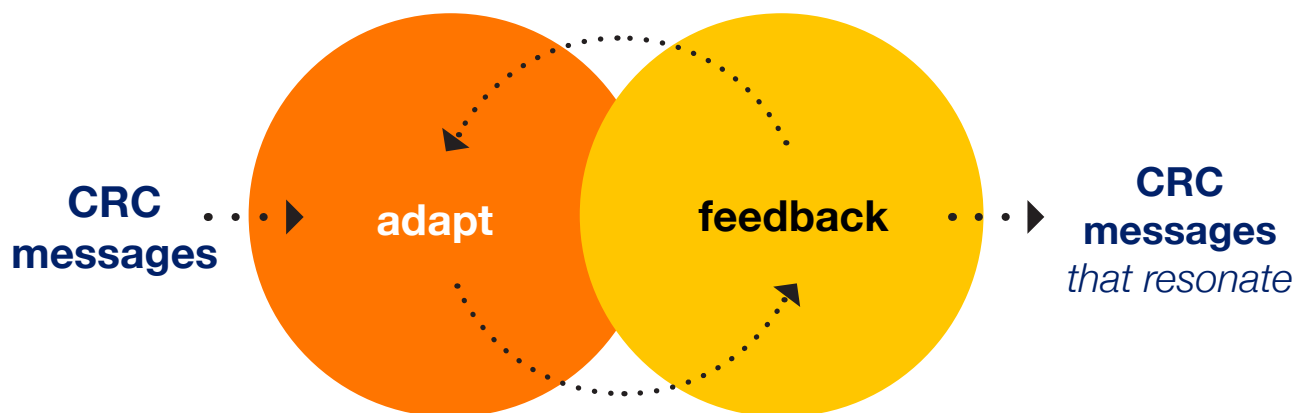 CRC
messages
adapt
feedback
CRC
messages
that resonate